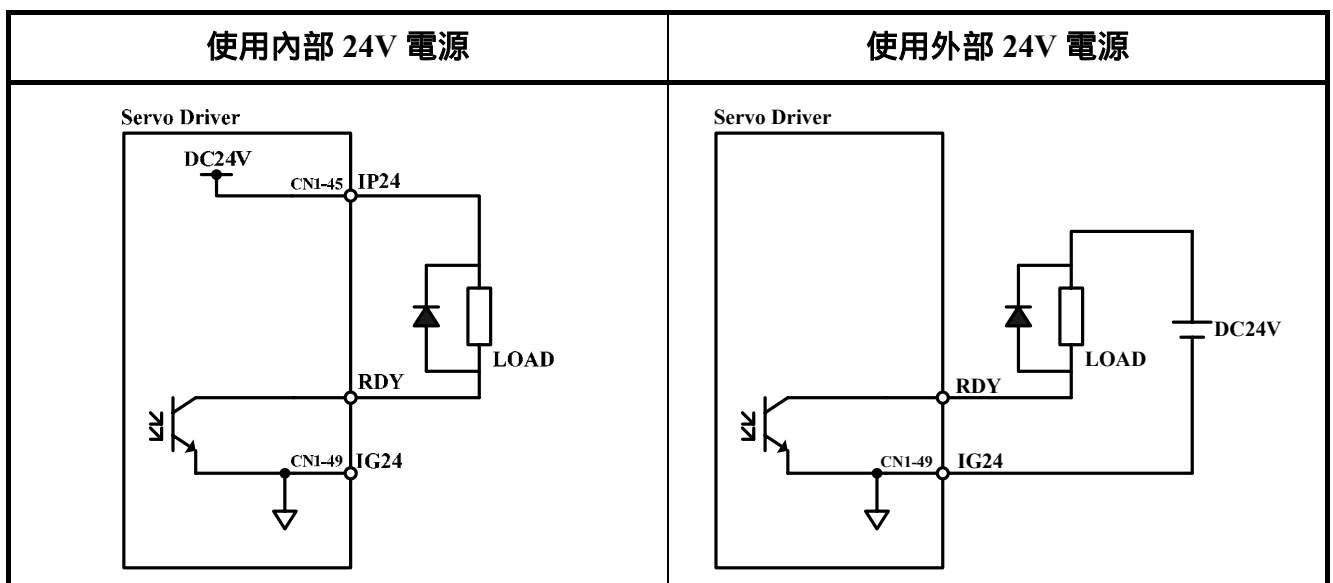 使用內部 24V 電源
使用外部 24V 電源
Servo Driver
DC24V
CN1-45
IP24
LOAD
RDY
CN1-49
IG24
Servo Driver
DC24V
LOAD
RDY
CN1-49
IG24